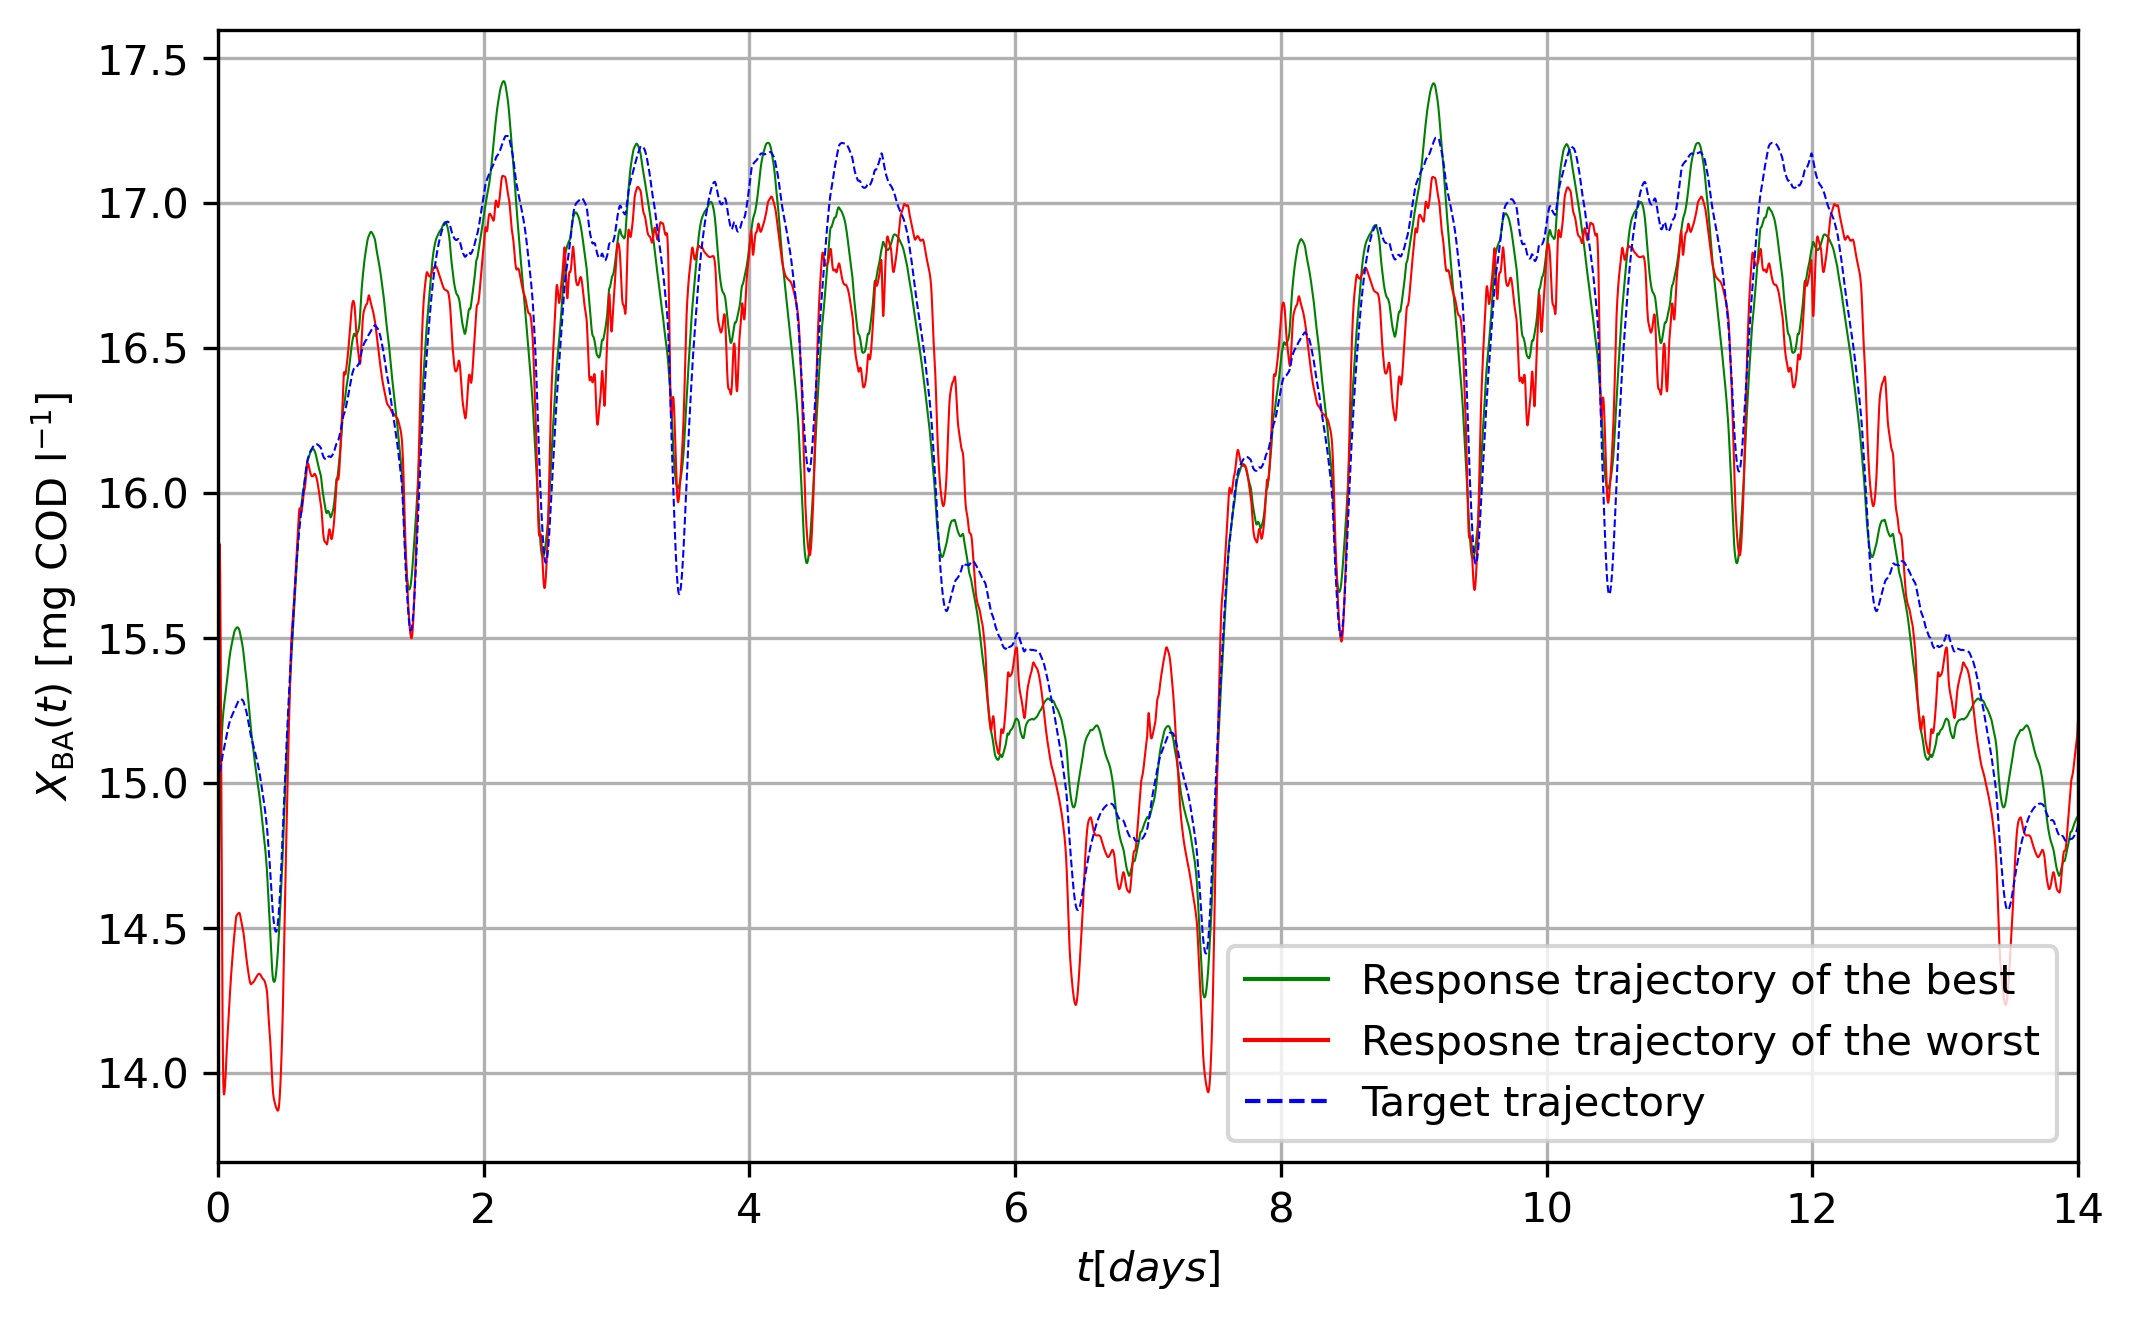 17.5
17.0
16.5
16.0
15.5
15.0
14.5
14.0
X_BA(t) [mg COD l⁻¹]
Response trajectory of the best
Resposne trajectory of the worst
Target trajectory
0 2 4 6 8 10 12 14
t[days]